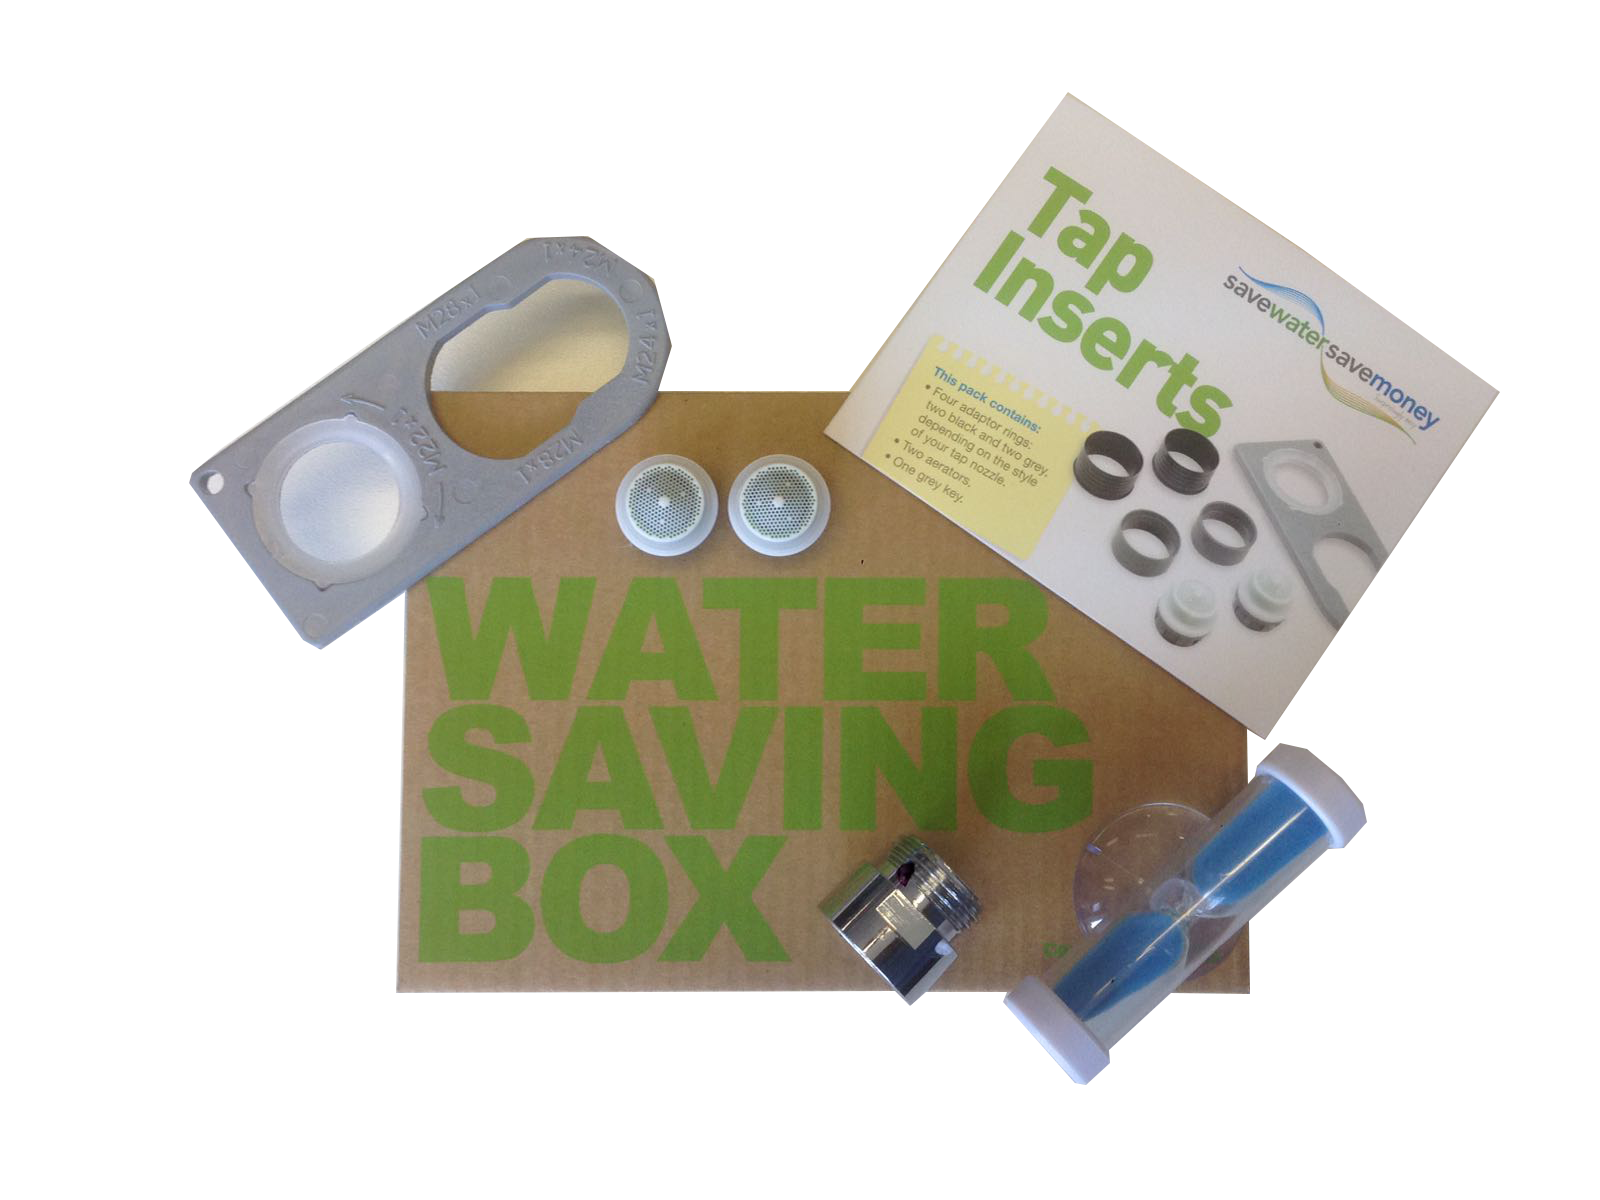 M24x1
M28x1
M24x1
M22x1
M28x1
Tap
Inserts
savewatersavemoney
This pack contains:
• Four adaptor rings:
two black and two grey,
depending on the style
of your tap nozzle.
• Two aerators.
• One grey key.
WATER
SAVING
BOX